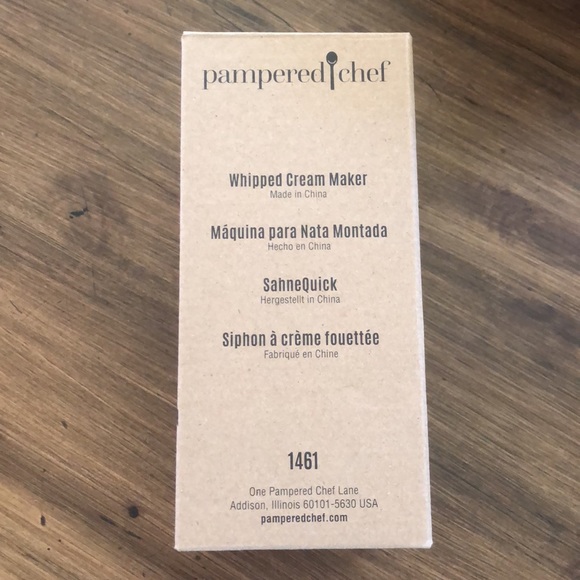 pampered chef
Whipped Cream Maker
Made in China
Máquina para Nata Montada
Hecho en China
SahneQuick
Hergestellt in China
Siphon à crème fouettée
Fabriqué en Chine
1461
One Pampered Chef Lane
Addison, Illinois 60101-5630 USA
pamperedchef.com